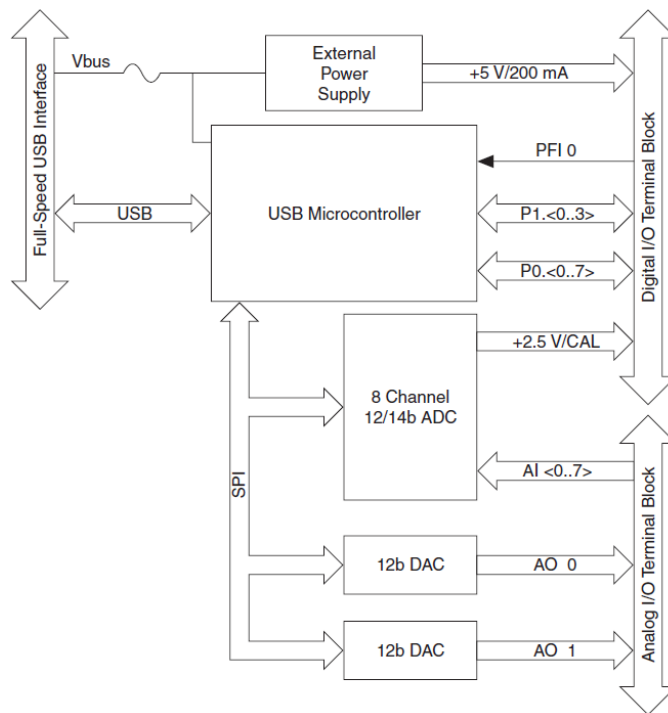 Full-Speed USB Interface
Vbus
External
Power
Supply
+5 V/200 mA
Digital I/O Terminal Block
PFI 0
USB
USB Microcontroller
P1.<0..3>
P0.<0..7>
+2.5 V/CAL
8 Channel
12/14b ADC
SPI
AI <0..7>
Analog I/O Terminal Block
12b DAC
AO 0
12b DAC
AO 1